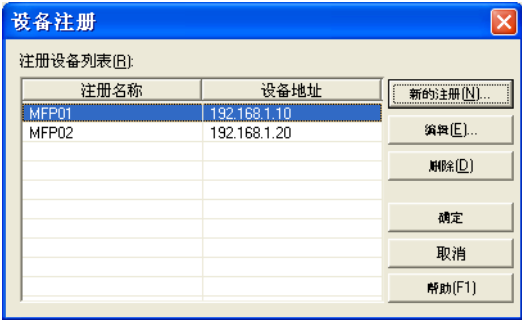 设备注册
注册设备列表(R):
注册名称 设备地址
MFP01 192.168.1.10
MFP02 192.168.1.20
新的注册(N)...
编辑(E)...
删除(D)
确定
取消
帮助(F1)